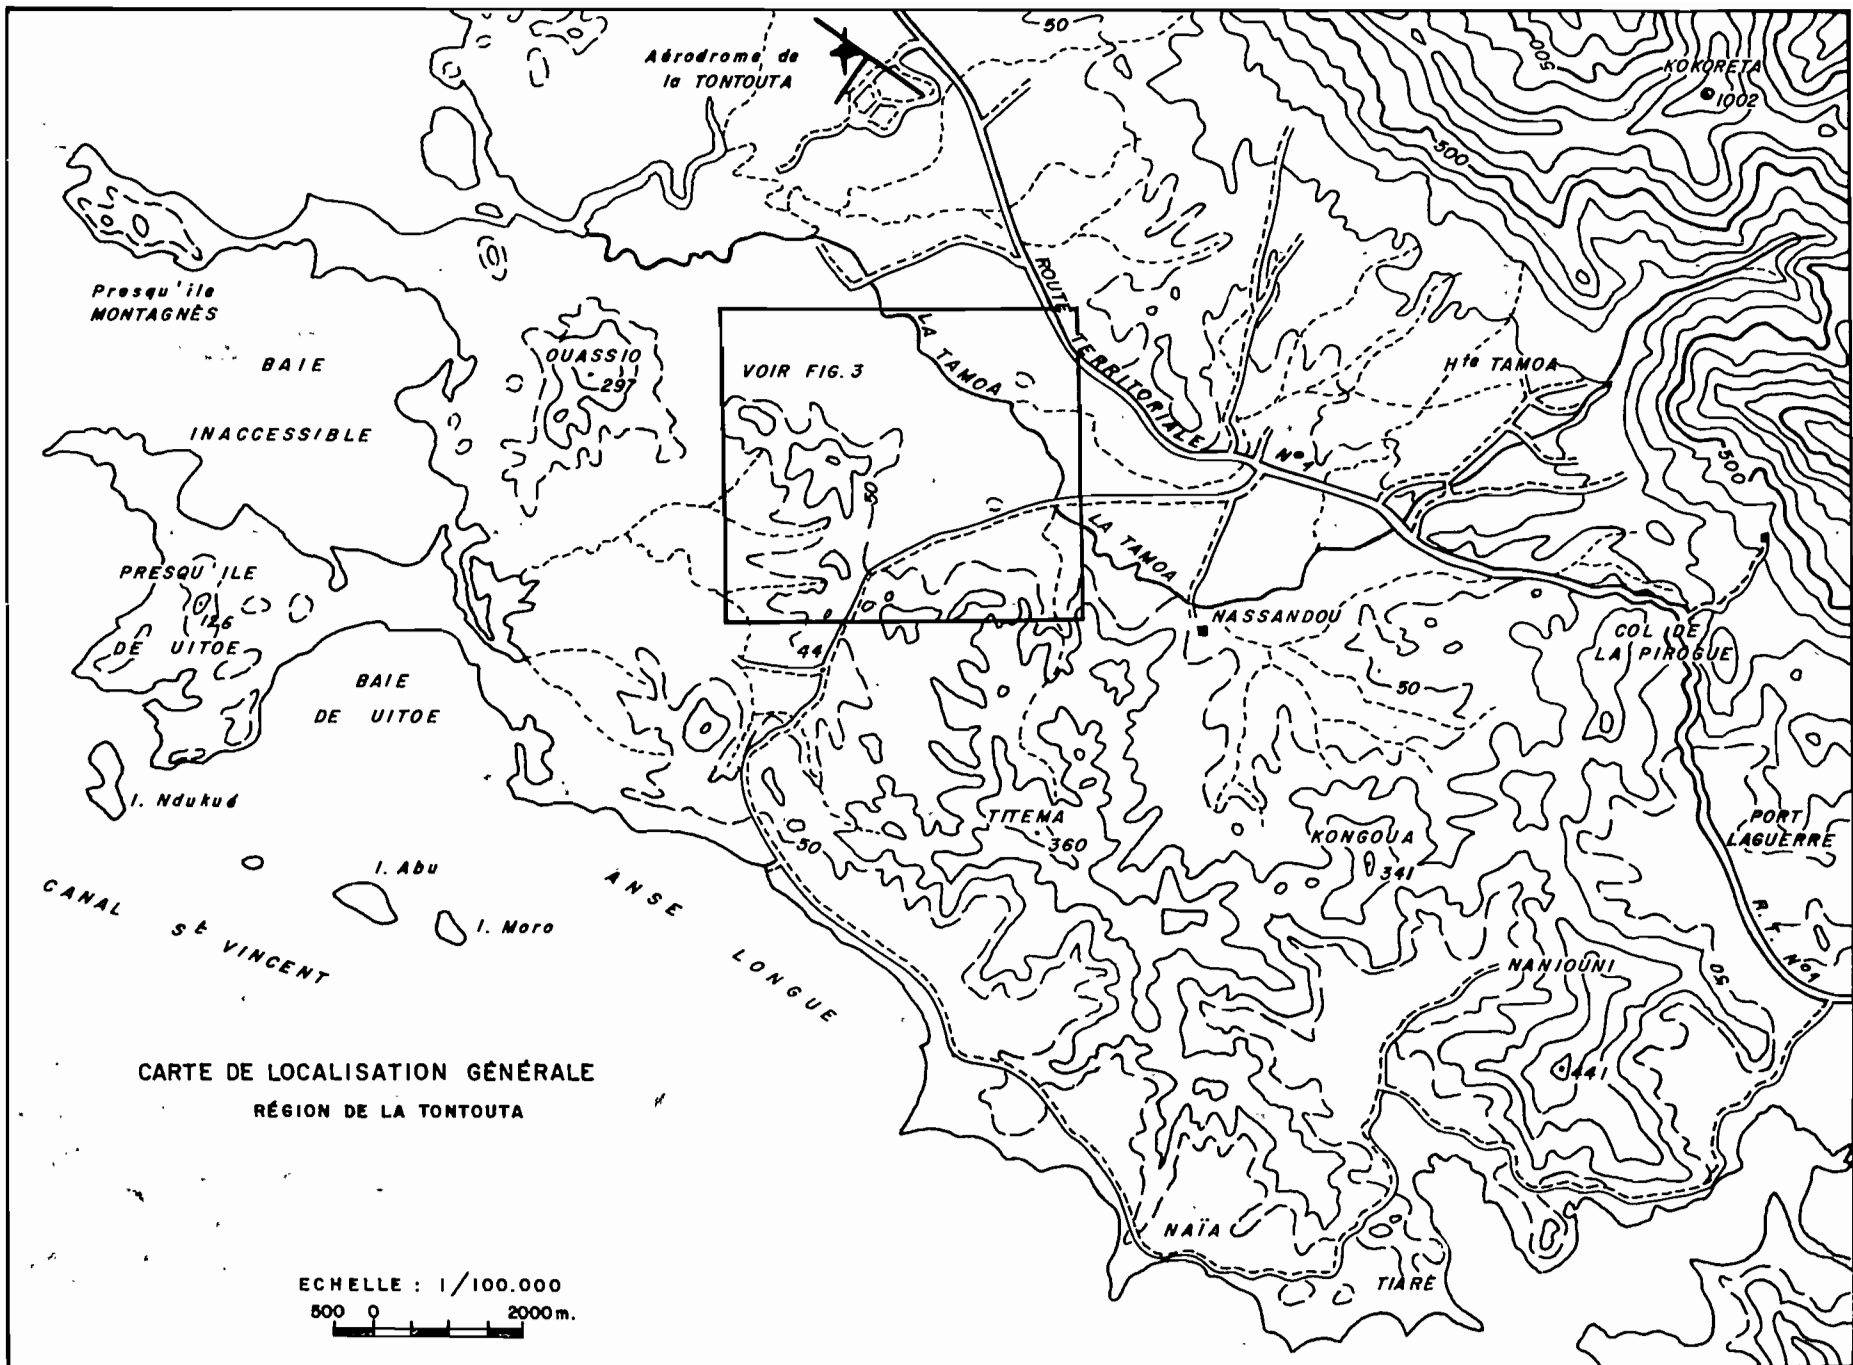 50
500
KOKORETA
1002
Aérodrome de
la TONTOUTA
500
Presqu'ile
MONTAGNÈS
BAIE
INACCESSIBLE
OUASSIO
297
VOIR FIG. 3
LA TAMOA
ROUTE TERRITORIALE N° 1
Hte TAMOA
500
50
LA TAMOA
PRESQU'ILE
126
DE UITOE
NASSANDOU
COL DE
LA PIROGUE
44
50
BAIE
DE UITOE
I. Ndukué
TITEMA
360
50
KONGOUA
341
PORT
LAGUERRE
I. Abu
I. Moro
CANAL St VINCENT
ANSE LONGUE
R.T. N°1
NANIOUNI
50
441
CARTE DE LOCALISATION GÉNÉRALE
RÉGION DE LA TONTOUTA
NAÏA
TIARÉ
ECHELLE : 1/100.000
500 0 2000 m.